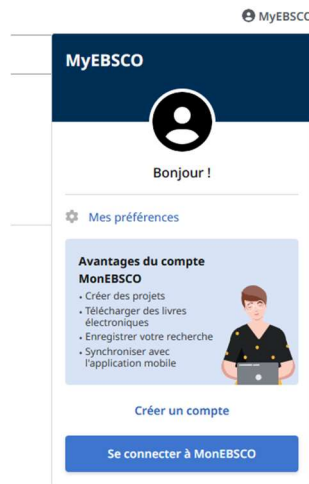 MyEBSCO
MyEBSCO
Bonjour !
Mes préférences
Avantages du compte
MonEBSCO
• Créer des projets
• Télécharger des livres
électroniques
• Enregistrer votre recherche
• Synchroniser avec
l'application mobile
Créer un compte
Se connecter à MonEBSCO